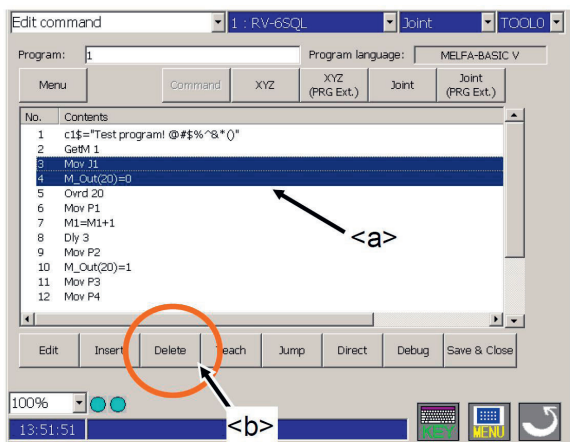 Edit command 1 : RV-6SQL Joint TOOL0
Program: 1 Program language: MELFA-BASIC V
Menu Command XYZ XYZ (PRG Ext.) Joint Joint (PRG Ext.)
No. Contents
1 c1$="Test program! @#$%^&*()"
2 GetM 1
3 Mov J1
4 M_Out(20)=0
5 Ovrd 20
6 Mov P1
7 M1=M1+1
8 Dly 3
9 Mov P2
10 M_Out(20)=1
11 Mov P3
12 Mov P4
<a>
Edit Insert Delete Teach Jump Direct Debug Save & Close
100%
<b>
13:51:51 KEY MENU